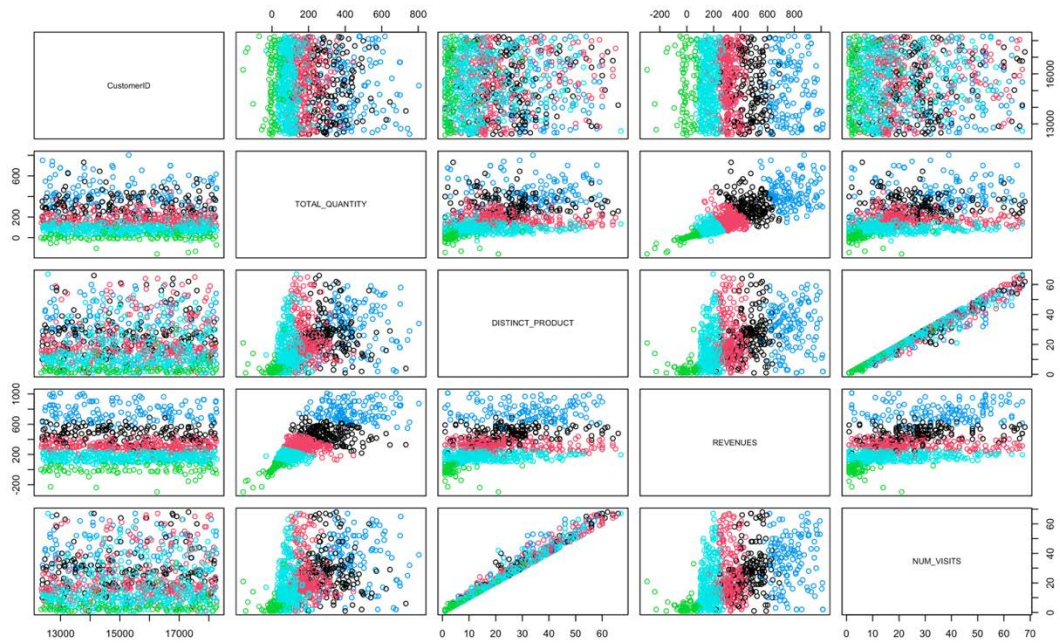 0 200 400 600 800
-200 0 200 400 600 800
CustomerID
13000 16000
0 200 400 600
TOTAL_QUANTITY
DISTINCT_PRODUCT
0 20 40 60
-200 200 600 1000
REVENUES
NUM_VISITS
0 20 40 60
13000 15000 17000
0 10 20 30 40 50 60
0 10 20 30 40 50 60 70